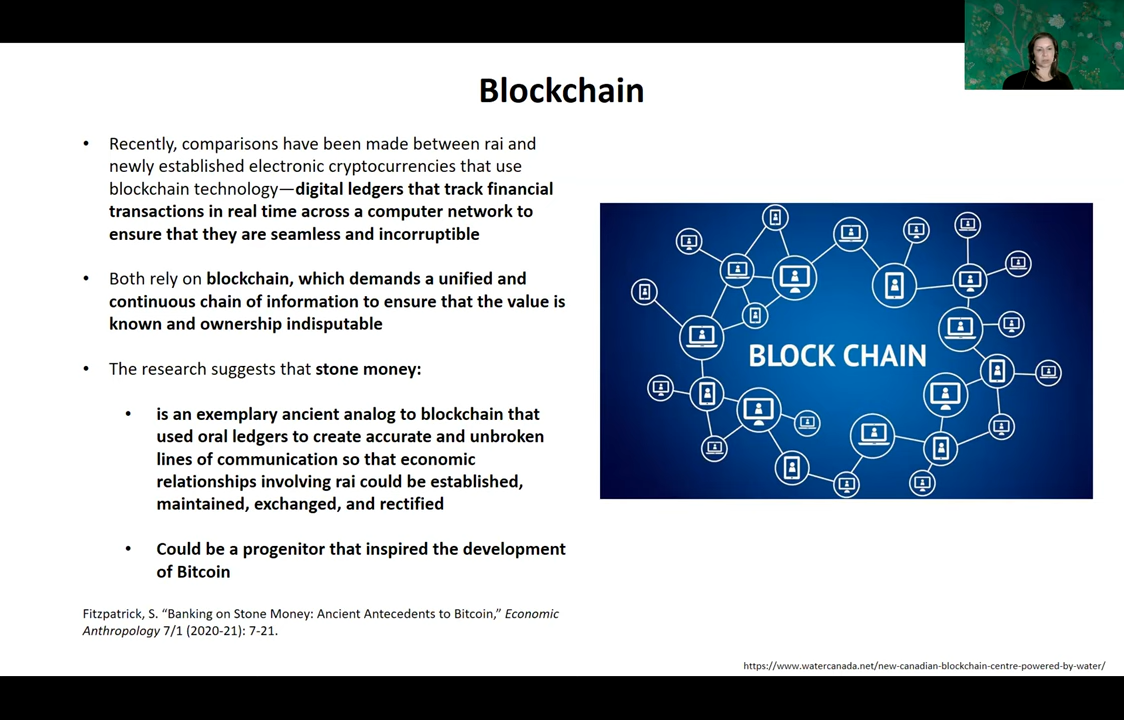 Blockchain
• Recently, comparisons have been made between rai and
newly established electronic cryptocurrencies that use
blockchain technology—digital ledgers that track financial
transactions in real time across a computer network to
ensure that they are seamless and incorruptible
• Both rely on blockchain, which demands a unified and
continuous chain of information to ensure that the value is
known and ownership indisputable
• The research suggests that stone money:
• is an exemplary ancient analog to blockchain that
used oral ledgers to create accurate and unbroken
lines of communication so that economic
relationships involving rai could be established,
maintained, exchanged, and rectified
• Could be a progenitor that inspired the development
of Bitcoin
Fitzpatrick, S. “Banking on Stone Money: Ancient Antecedents to Bitcoin,” Economic
Anthropology 7/1 (2020-21): 7-21.
BLOCK CHAIN
https://www.watercanada.net/new-canadian-blockchain-centre-powered-by-water/